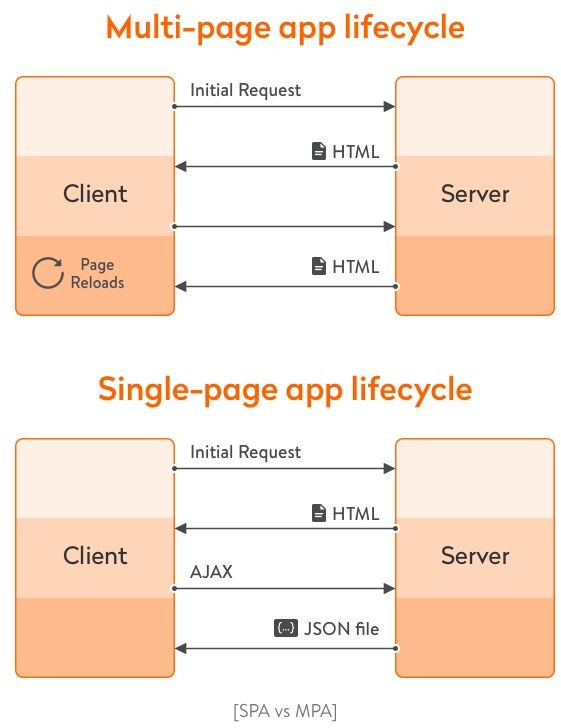 Multi-page app lifecycle
Initial Request
HTML
Client
Server
HTML
Page
Reloads
Single-page app lifecycle
Initial Request
HTML
Client
Server
AJAX
{...} JSON file
[SPA vs MPA]